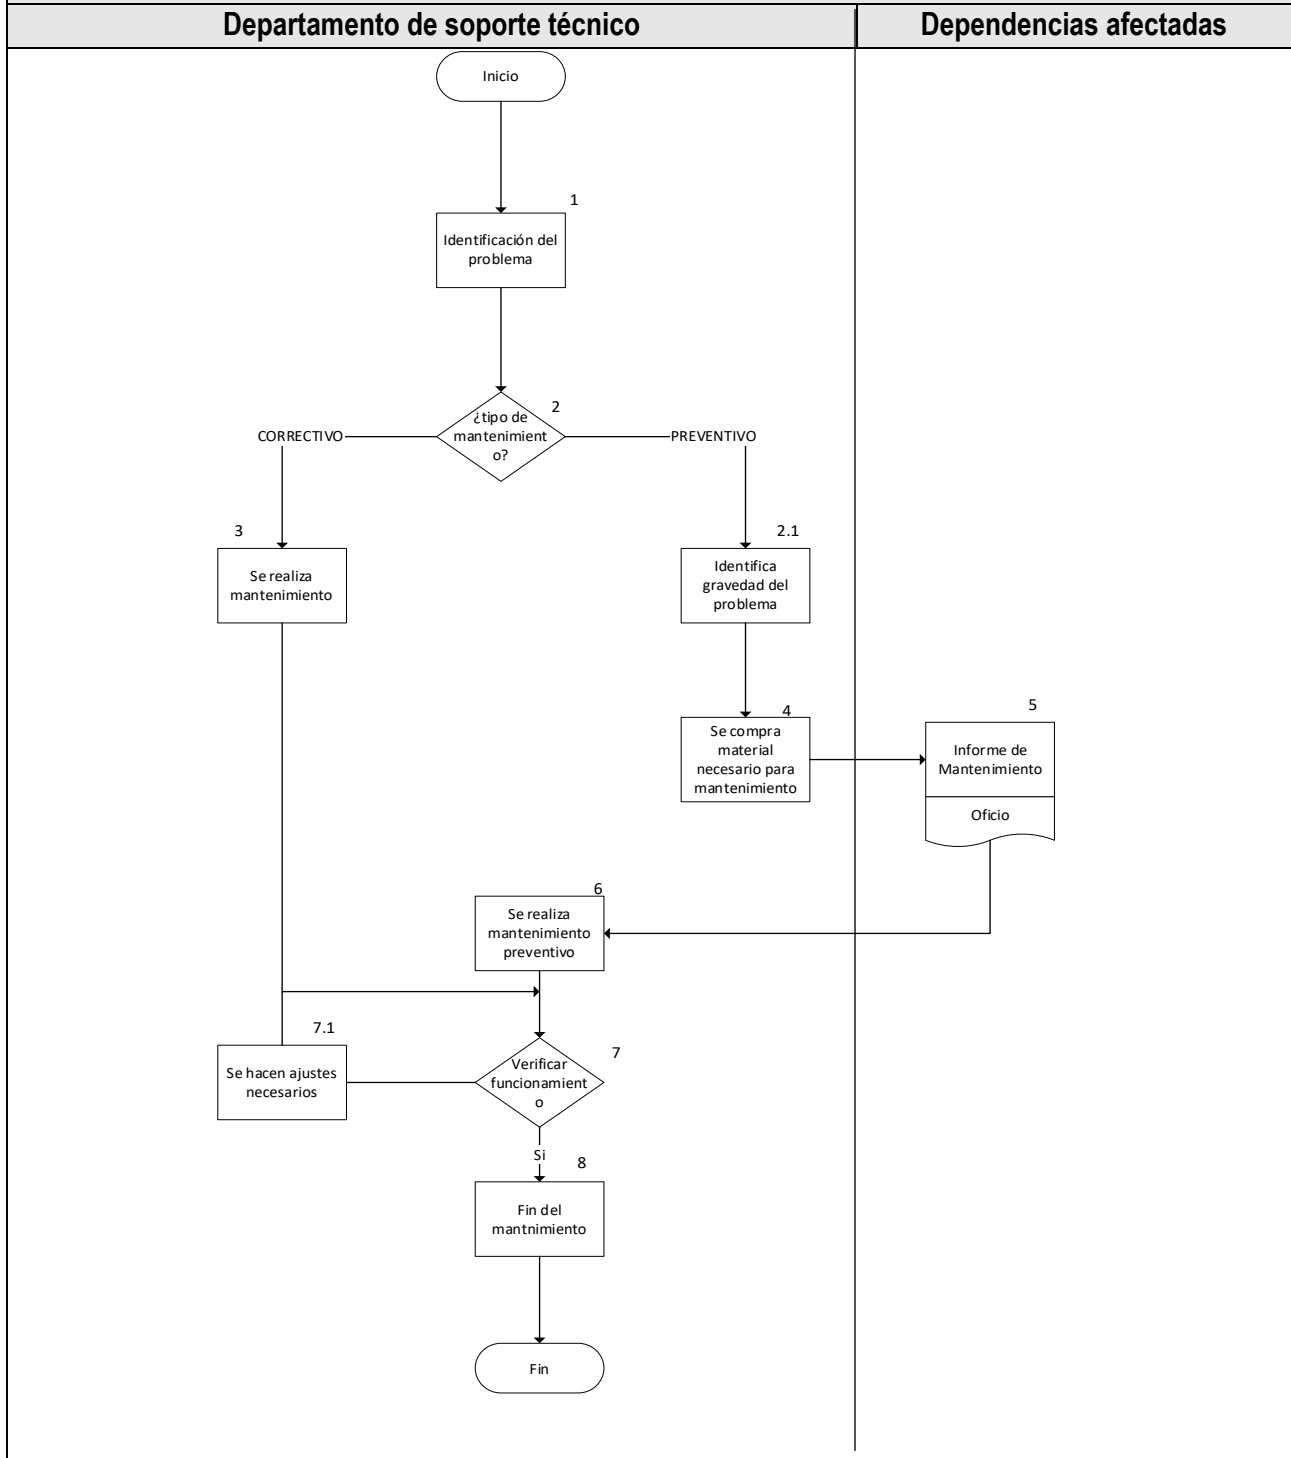 Departamento de soporte técnico
Dependencias afectadas
Inicio
1
Identificación del
problema
2
¿tipo de
mantenimient
o?
CORRECTIVO
PREVENTIVO
3
Se realiza
mantenimiento
2.1
Identifica
gravedad del
problema
4
Se compra
material
necesario para
mantenimiento
5
Informe de
Mantenimiento
Oficio
6
Se realiza
mantenimiento
preventivo
7.1
Se hacen ajustes
necesarios
7
Verificar
funcionamient
o
Si
8
Fin del
mantnimiento
Fin